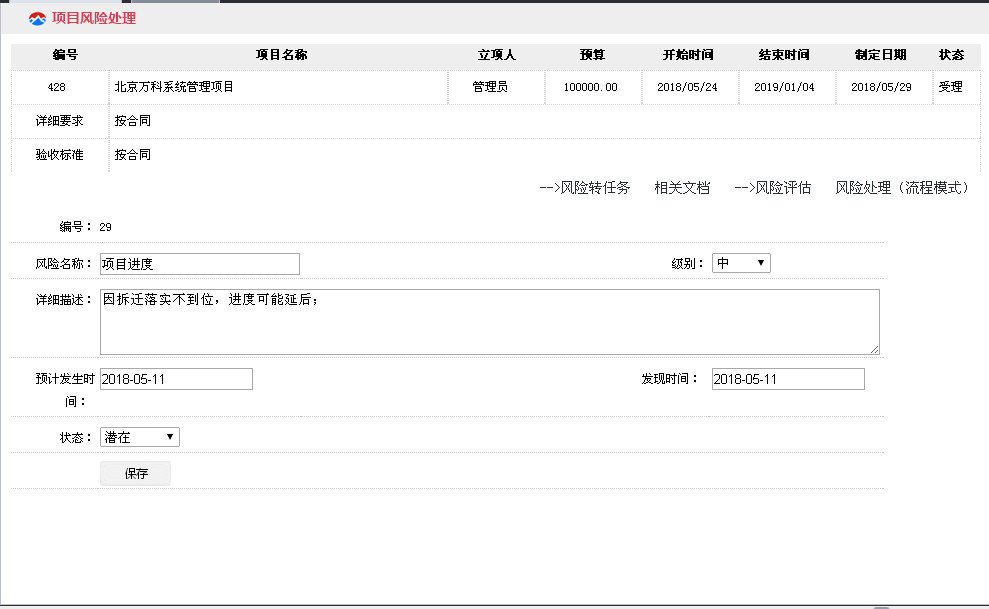 项目风险处理
编号 项目名称 立项人 预算 开始时间 结束时间 制定日期 状态
428 北京万科系统管理项目 管理员 100000.00 2018/05/24 2019/01/04 2018/05/29 受理
详细要求 按合同
验收标准 按合同
-->风险转任务 相关文档 -->风险评估 风险处理（流程模式）
编号： 29
风险名称： 项目进度 级别： 中
详细描述： 因拆迁落实不到位，进度可能延后；
预计发生时间： 2018-05-11 发现时间： 2018-05-11
状态： 潜在
保存